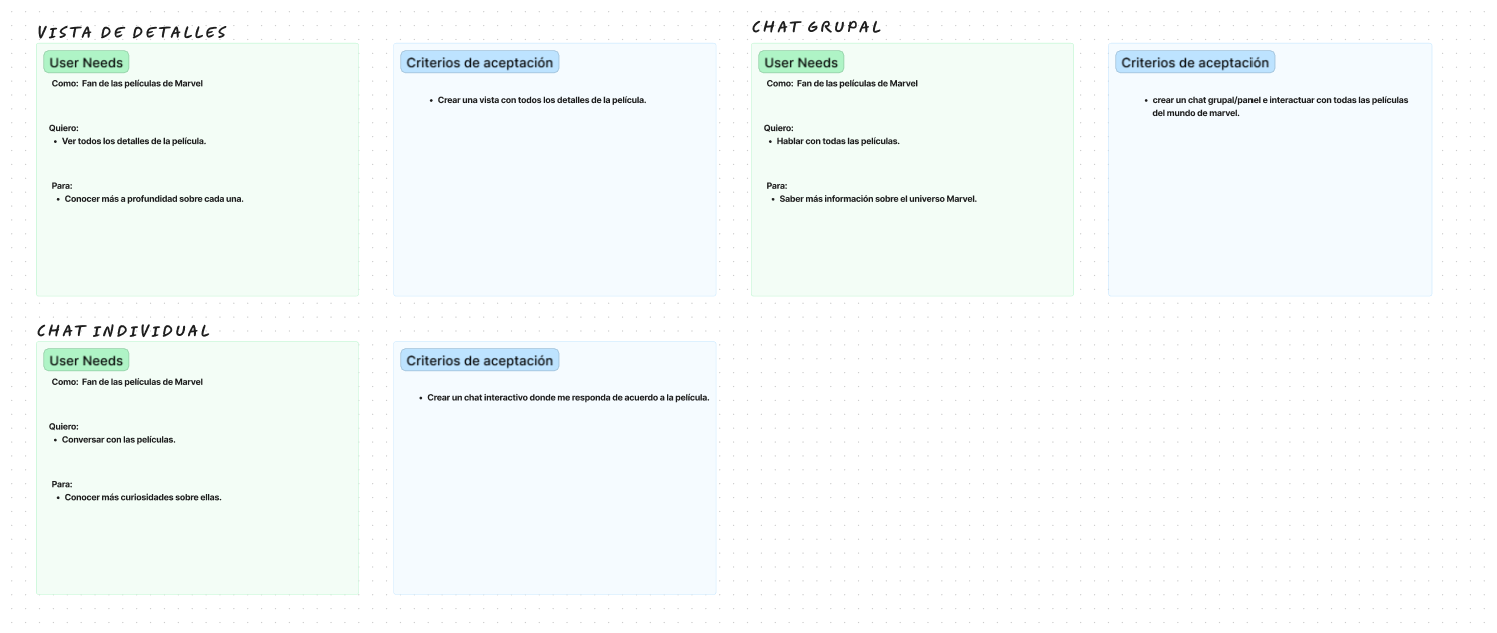 VISTA DE DETALLES
User Needs
Como: Fan de las películas de Marvel
Quiero:
• Ver todos los detalles de la película.
Para:
• Conocer más a profundidad sobre cada una.
Criterios de aceptación
• Crear una vista con todos los detalles de la película.
CHAT GRUPAL
User Needs
Como: Fan de las películas de Marvel
Quiero:
• Hablar con todas las películas.
Para:
• Saber más información sobre el universo Marvel.
Criterios de aceptación
• crear un chat grupal/panel e interactuar con todas las películas
del mundo de marvel.
CHAT INDIVIDUAL
User Needs
Como: Fan de las películas de Marvel
Quiero:
• Conversar con las películas.
Para:
• Conocer más curiosidades sobre ellas.
Criterios de aceptación
• Crear un chat interactivo donde me responda de acuerdo a la película.